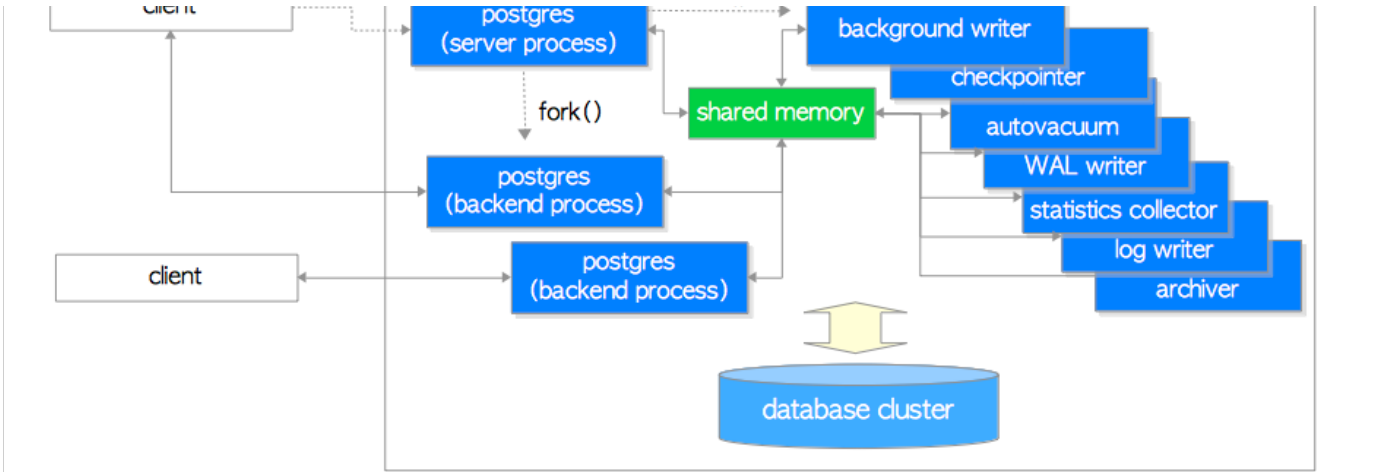 client
postgres
(server process)
background writer
checkpointer
fork()
shared memory
autovacuum
WAL writer
postgres
(backend process)
statistics collector
log writer
client
postgres
(backend process)
archiver
database cluster